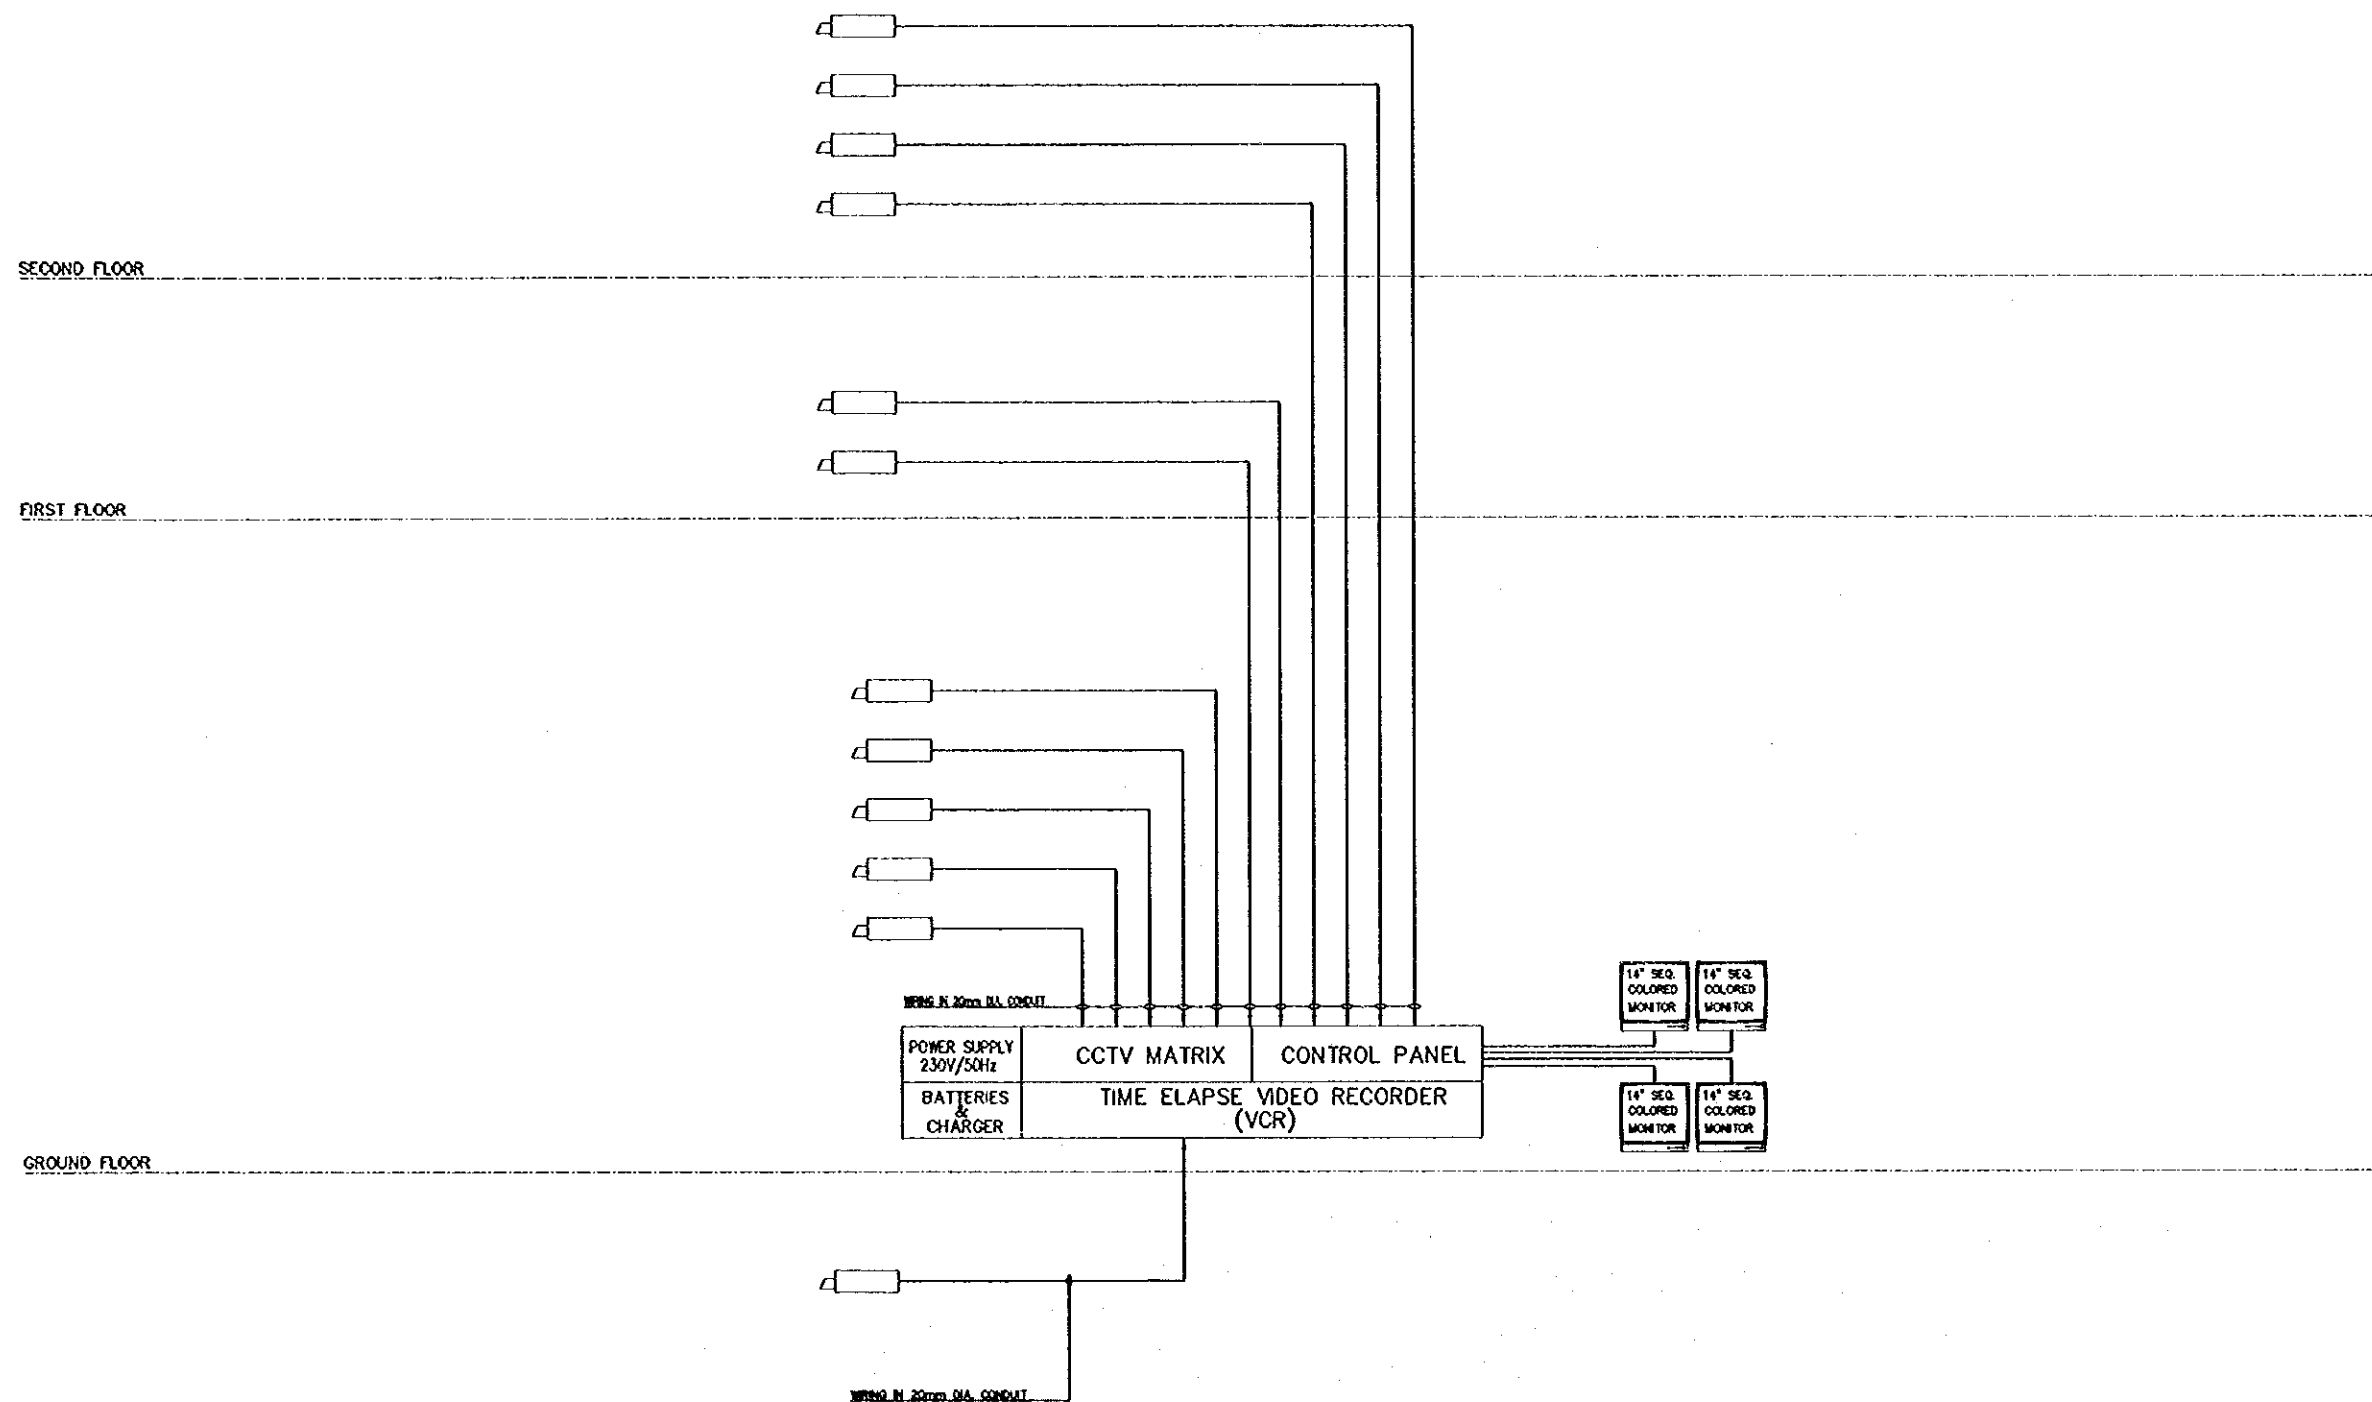 SECOND FLOOR
FIRST FLOOR
WIRING IN 20mm DIA. CONDUIT
14" SEQ.
COLORED
MONITOR
14" SEQ.
COLORED
MONITOR
POWER SUPPLY
230V/50Hz
CCTV MATRIX
CONTROL PANEL
BATTERIES
&
CHARGER
TIME ELAPSE VIDEO RECORDER
(VCR)
14" SEQ.
COLORED
MONITOR
14" SEQ.
COLORED
MONITOR
GROUND FLOOR
WIRING IN 20mm DIA. CONDUIT